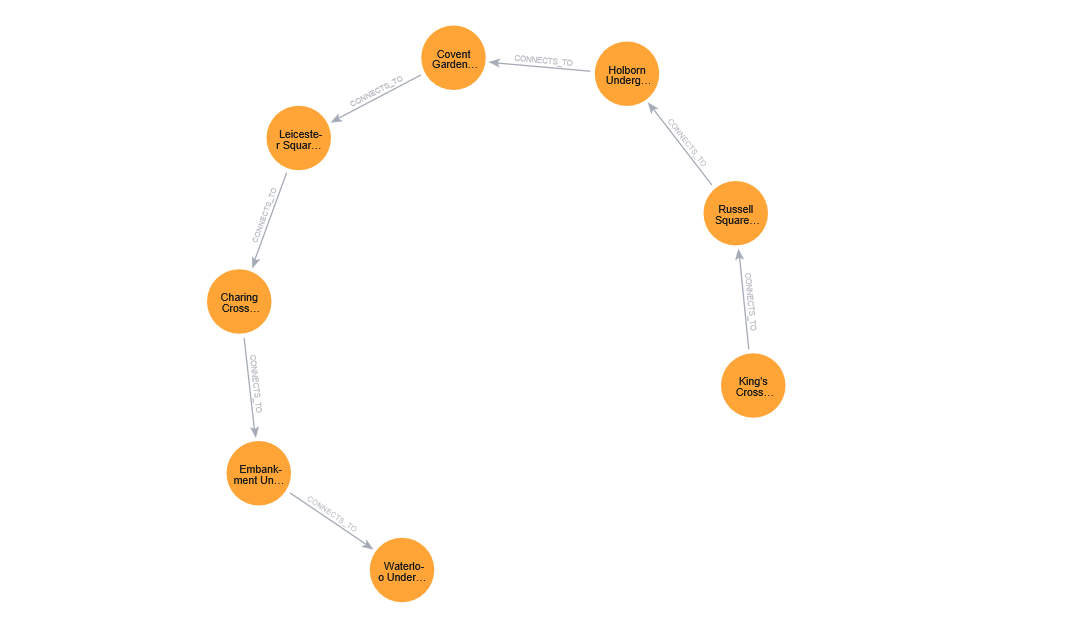 Covent
Garden...
CONNECTS_TO
Holborn
Underg...
CONNECTS_TO
Leiceste-
r Squar...
CONNECTS_TO
Russell
Square...
CONNECTS_TO
Charing
Cross...
CONNECTS_TO
King's
Cross...
CONNECTS_TO
Embank-
ment Un...
CONNECTS_TO
Waterlo-
o Under...